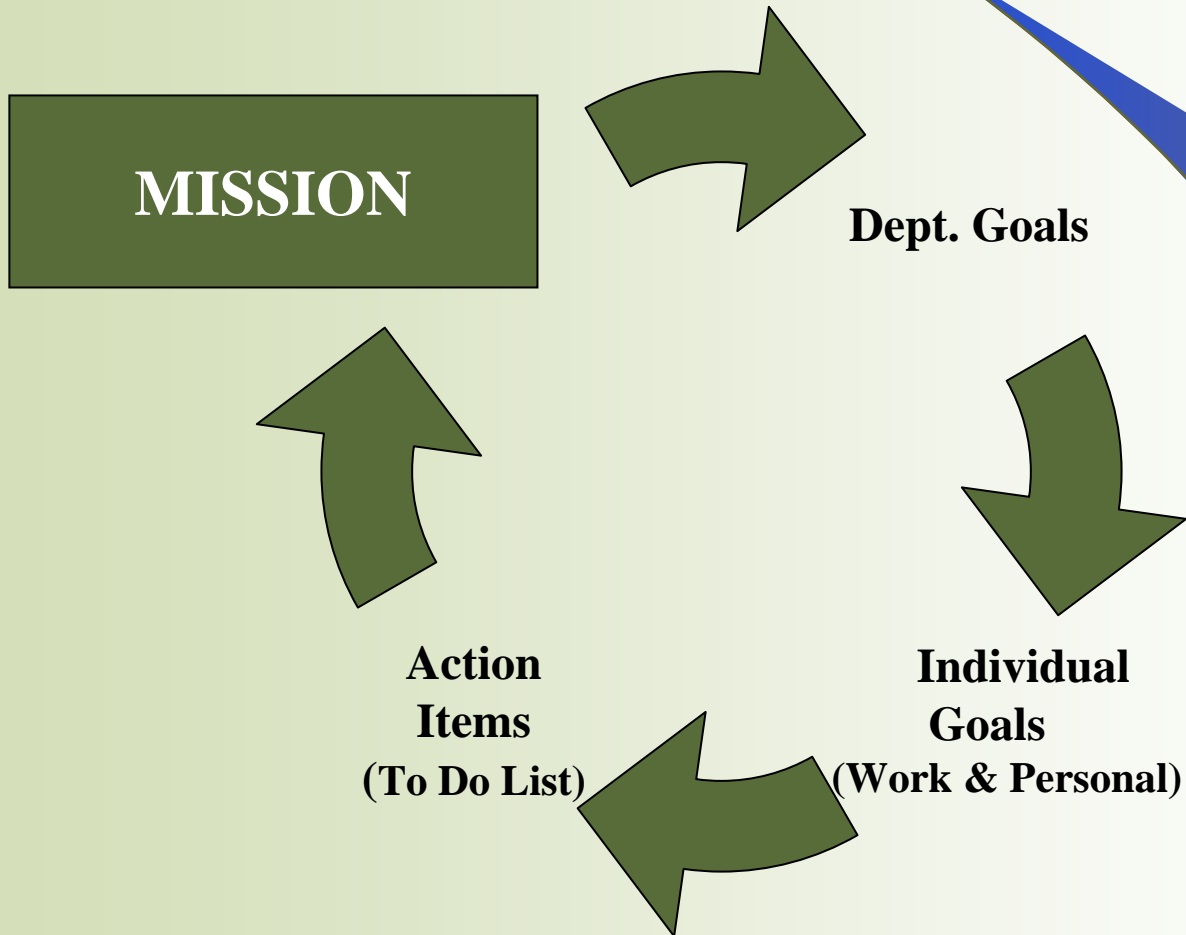 MISSION
Dept. Goals
Individual
Goals
(Work & Personal)
Action
Items
(To Do List)